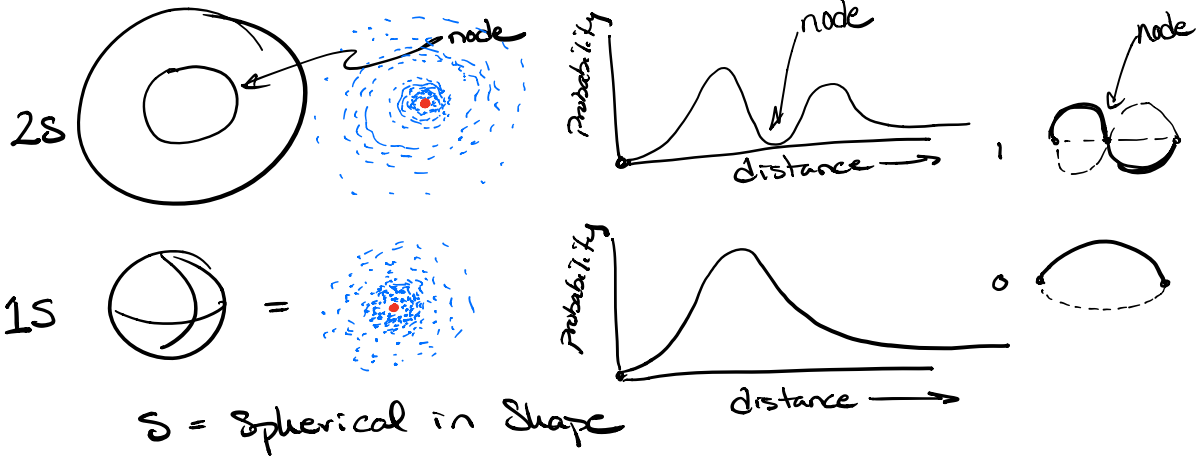 node
node
node
Probability
2s
distance
1
Probability
0
1s
=
distance
S = Spherical in Shape